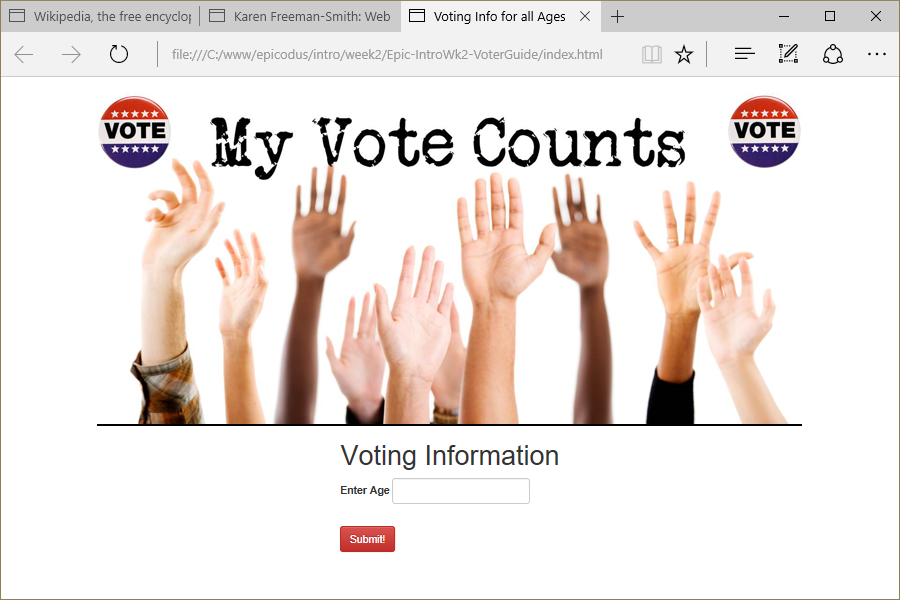 Wikipedia, the free encyclop
Karen Freeman-Smith: Web
Voting Info for all Ages
file:///C:/www/epicodus/intro/week2/Epic-IntroWk2-VoterGuide/index.html
VOTE
My Vote Counts
VOTE
Voting Information
Enter Age
Submit!